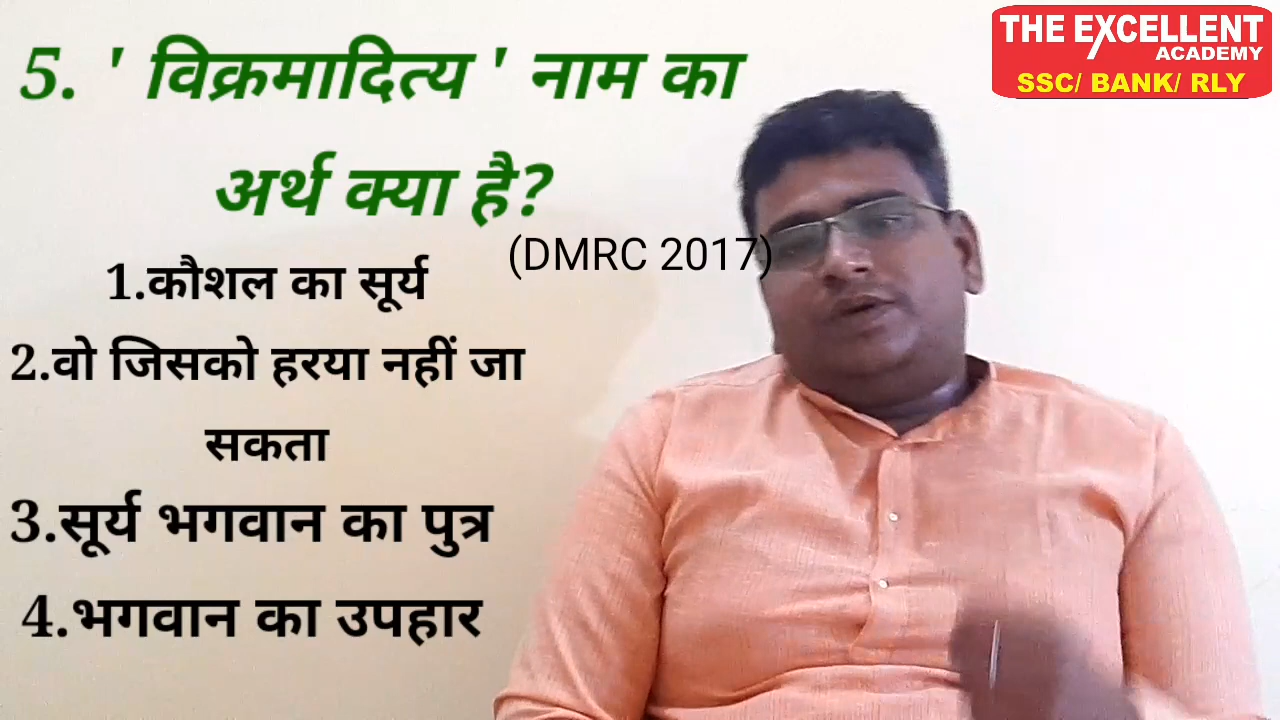 THE EXCELLENT
ACADEMY
SSC/ BANK/ RLY
5. ' विक्रमादित्य ' नाम का
अर्थ क्या है?
(DMRC 2017)
1.कौशल का सूर्य
2.वो जिसको हरया नहीं जा
सकता
3.सूर्य भगवान का पुत्र
4.भगवान का उपहार